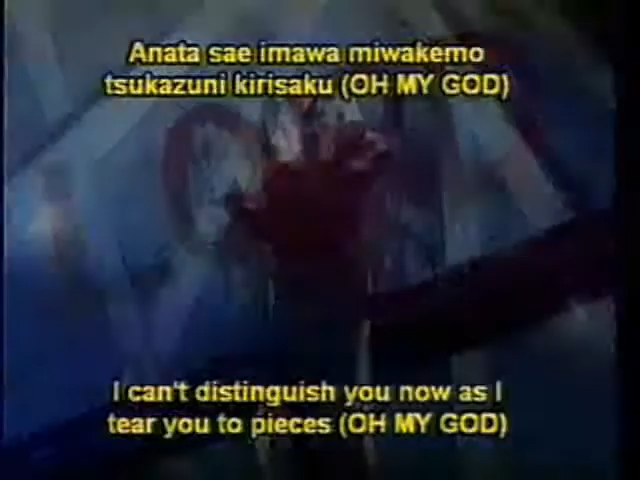 Anata sae imawa miwakemo
tsukazuni kirisaku (OH MY GOD)
I can't distinguish you now as I
tear you to pieces (OH MY GOD)